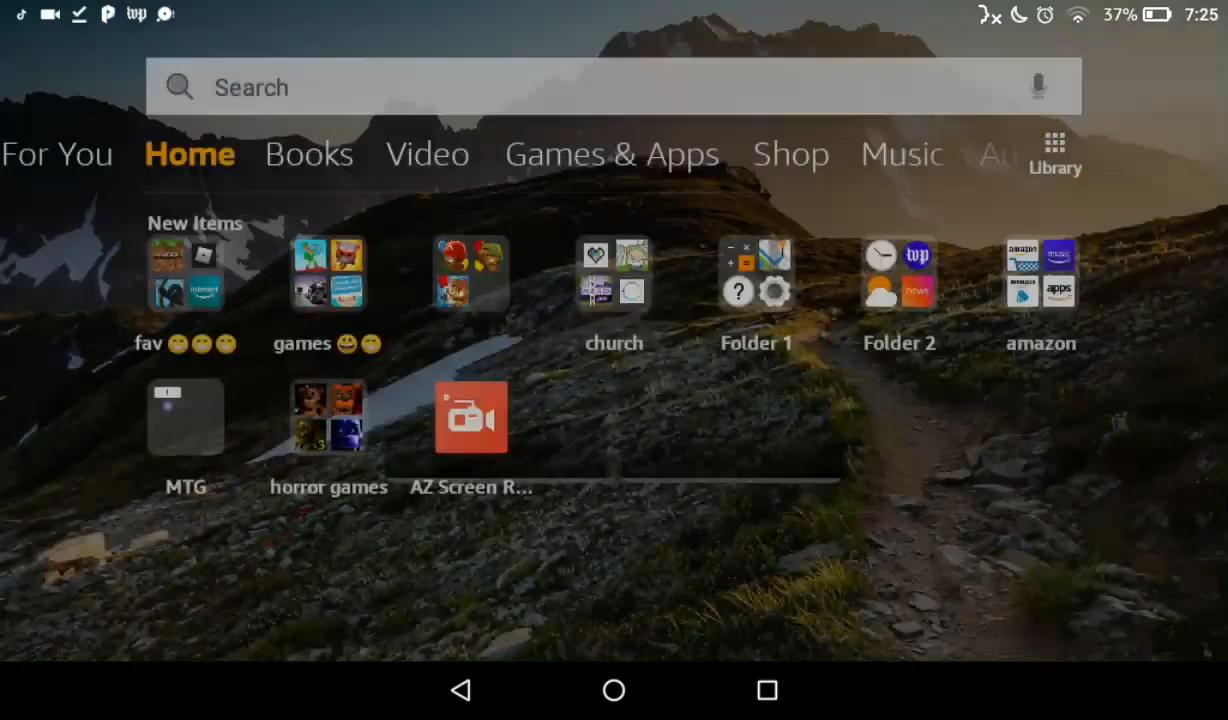 37% 7:25
Search
For You Home Books Video Games & Apps Shop Music Au Library
New Items
fav 😁😁😁 games 😀😁 church Folder 1 Folder 2 amazon
MTG horror games AZ Screen R...